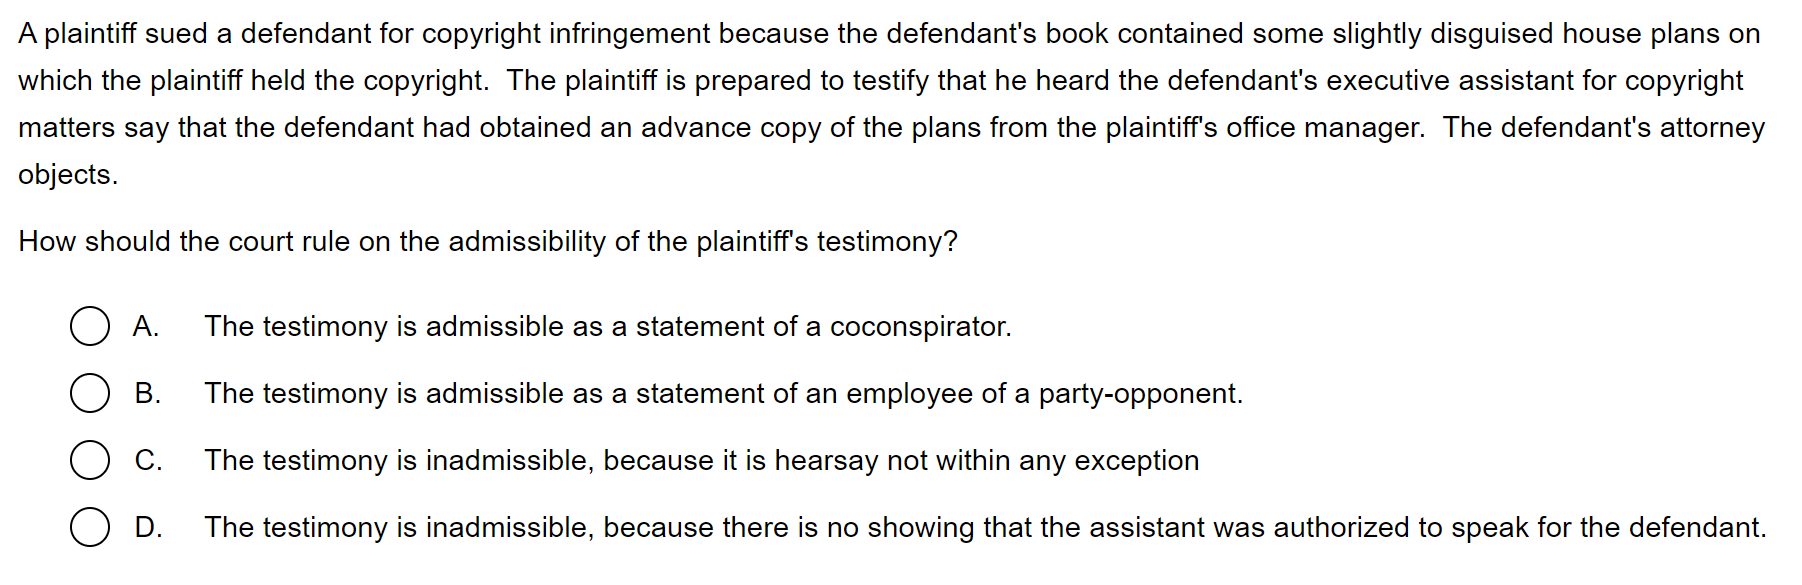 A plaintiff sued a defendant for copyright infringement because the defendant's book contained some slightly disguised house plans on
which the plaintiff held the copyright.  The plaintiff is prepared to testify that he heard the defendant's executive assistant for copyright
matters say that the defendant had obtained an advance copy of the plans from the plaintiff's office manager.  The defendant's attorney
objects.
How should the court rule on the admissibility of the plaintiff's testimony?
A. The testimony is admissible as a statement of a coconspirator.
B. The testimony is admissible as a statement of an employee of a party-opponent.
C. The testimony is inadmissible, because it is hearsay not within any exception
D. The testimony is inadmissible, because there is no showing that the assistant was authorized to speak for the defendant.